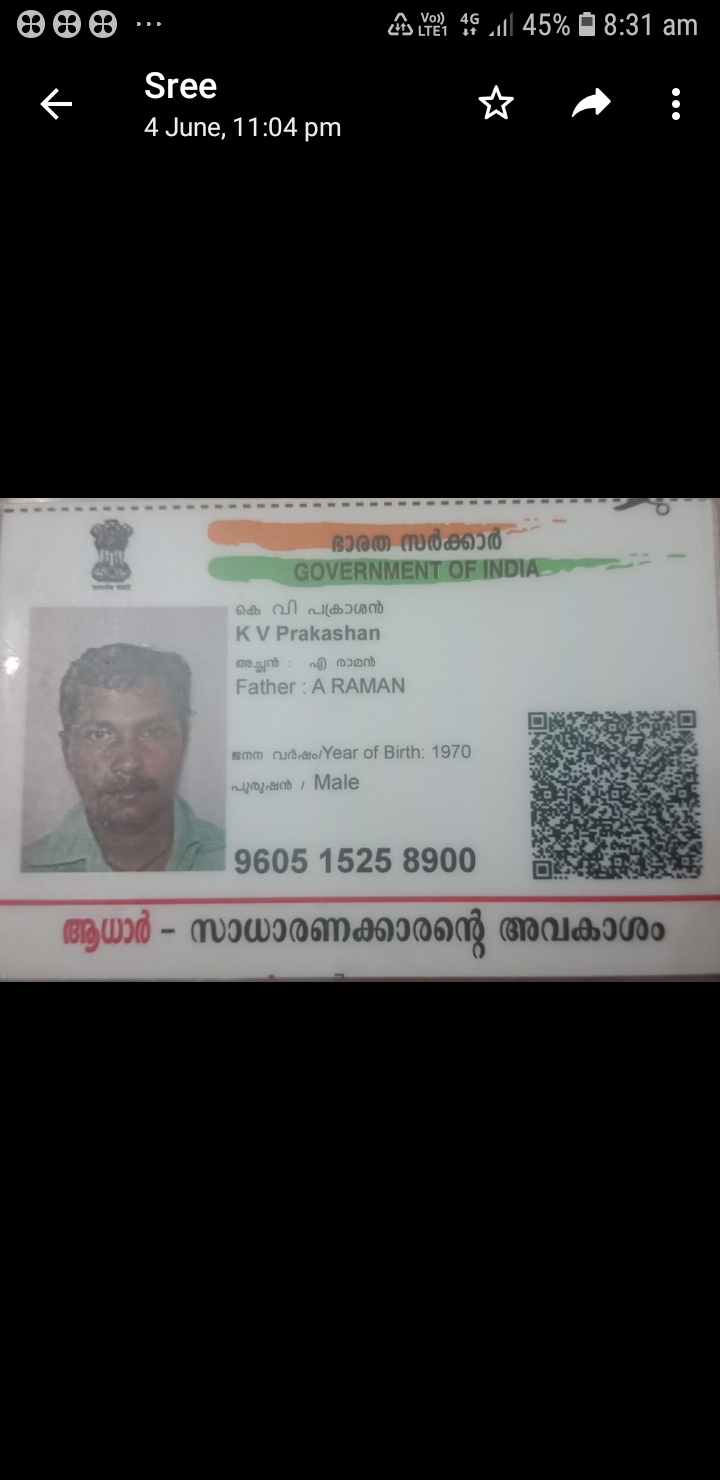 Vo)) LTE1 4G 45% 8:31 am
Sree
4 June, 11:04 pm
ഭാരത സർക്കാർ
GOVERNMENT OF INDIA
കെ വി പക്രാശൻ
K V Prakashan
അച്ഛൻ : എ രാമൻ
Father : A RAMAN
ജനന വർഷം/Year of Birth: 1970
പുരുഷൻ / Male
9605 1525 8900
ആധാർ - സാധാരണക്കാരന്റെ അവകാശം